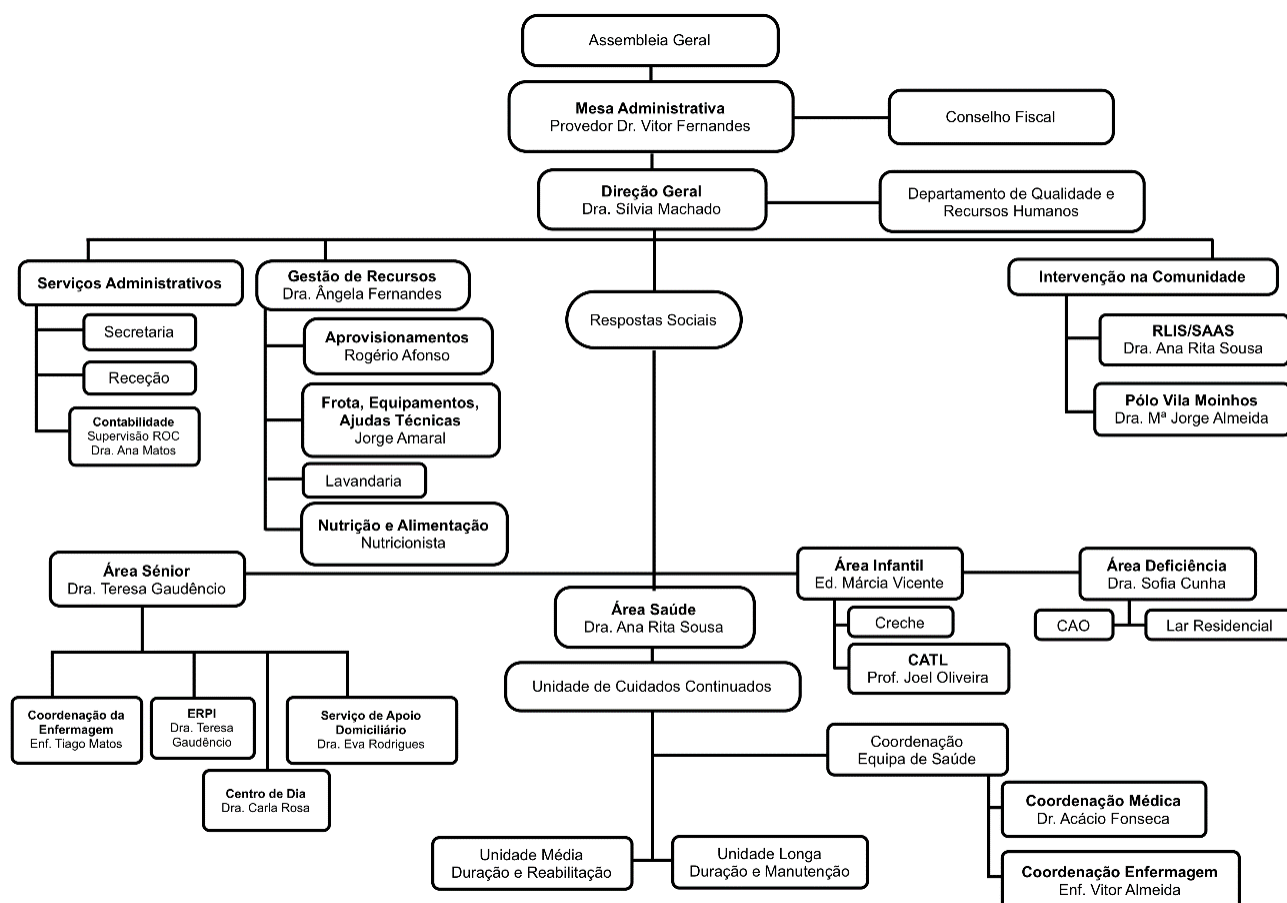 Assembleia Geral
Mesa Administrativa
Provedor Dr. Vitor Fernandes
Conselho Fiscal
Direção Geral
Dra. Sílvia Machado
Departamento de Qualidade e
Recursos Humanos
Serviços Administrativos
Secretaria
Receção
Contabilidade
Supervisão ROC
Dra. Ana Matos
Gestão de Recursos
Dra. Ângela Fernandes
Aprovisionamentos
Rogério Afonso
Frota, Equipamentos,
Ajudas Técnicas
Jorge Amaral
Lavandaria
Nutrição e Alimentação
Nutricionista
Respostas Sociais
Intervenção na Comunidade
RLIS/SAAS
Dra. Ana Rita Sousa
Pólo Vila Moinhos
Dra. Mª Jorge Almeida
Área Sénior
Dra. Teresa Gaudêncio
Coordenação da
Enfermagem
Enf. Tiago Matos
ERPI
Dra. Teresa
Gaudêncio
Centro de Dia
Dra. Carla Rosa
Serviço de Apoio
Domiciliário
Dra. Eva Rodrigues
Área Saúde
Dra. Ana Rita Sousa
Unidade de Cuidados Continuados
Área Infantil
Ed. Márcia Vicente
Creche
CATL
Prof. Joel Oliveira
Área Deficiência
Dra. Sofia Cunha
CAO
Lar Residencial
Coordenação
Equipa de Saúde
Coordenação Médica
Dr. Acácio Fonseca
Coordenação Enfermagem
Enf. Vitor Almeida
Unidade Média
Duração e Reabilitação
Unidade Longa
Duração e Manutenção